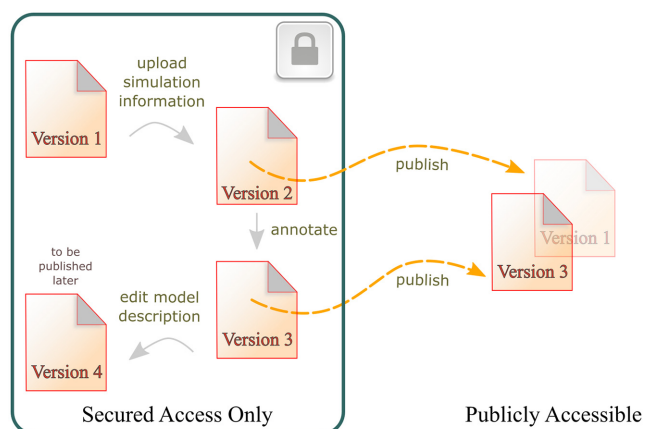 upload
simulation
information
Version 1
Version 2
publish
annotate
Version 1
Version 3
to be
published
later
edit model
description
publish
Version 3
Version 4
Secured Access Only
Publicly Accessible